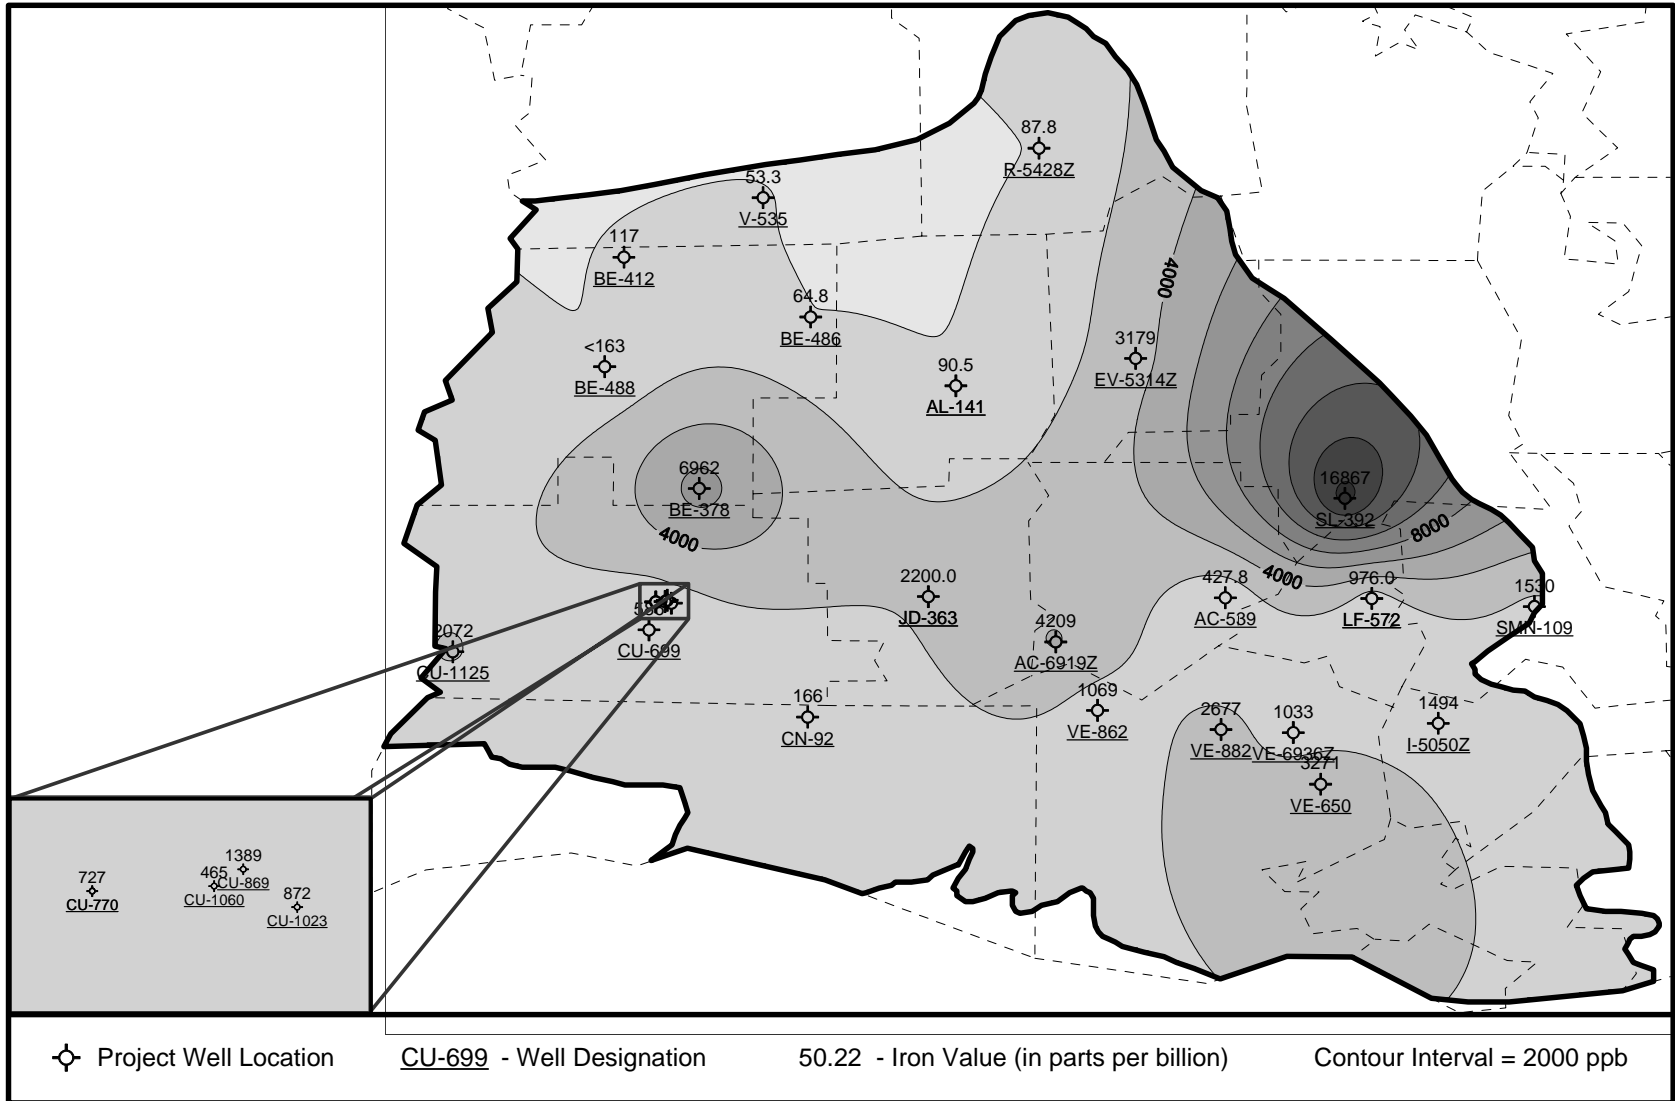 87.8
R-5428Z
53.3
V-535
117
BE-412
4000
64.8
BE-486
3179
EV-5314Z
<163
BE-488
90.5
AL-141
6962
BE-378
4000
16867
SL-392
8000
4000
2200.0
JD-363
427.8
AC-539
976.0
LF-572
1530
SMN-109
CU-699
2072
CU-1125
4209
AC-6919Z
166
CN-92
1069
VE-862
2677
VE-882
1033
VE-6936Z
1494
I-5050Z
3271
VE-650
727
CU-770
465
CU-1060
1389
CU-869
872
CU-1023
Project Well Location
CU-699 - Well Designation
50.22 - Iron Value (in parts per billion)
Contour Interval = 2000 ppb